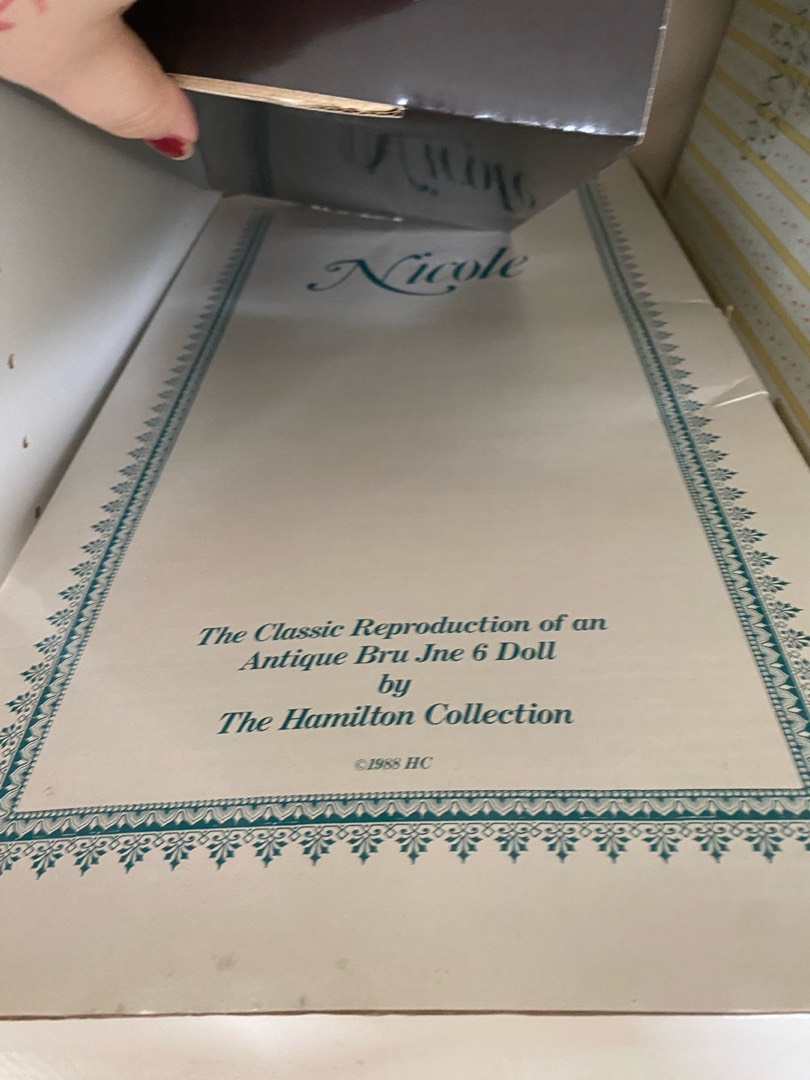 Nicole
The Classic Reproduction of an
Antique Bru Jne 6 Doll
by
The Hamilton Collection
©1988 HC